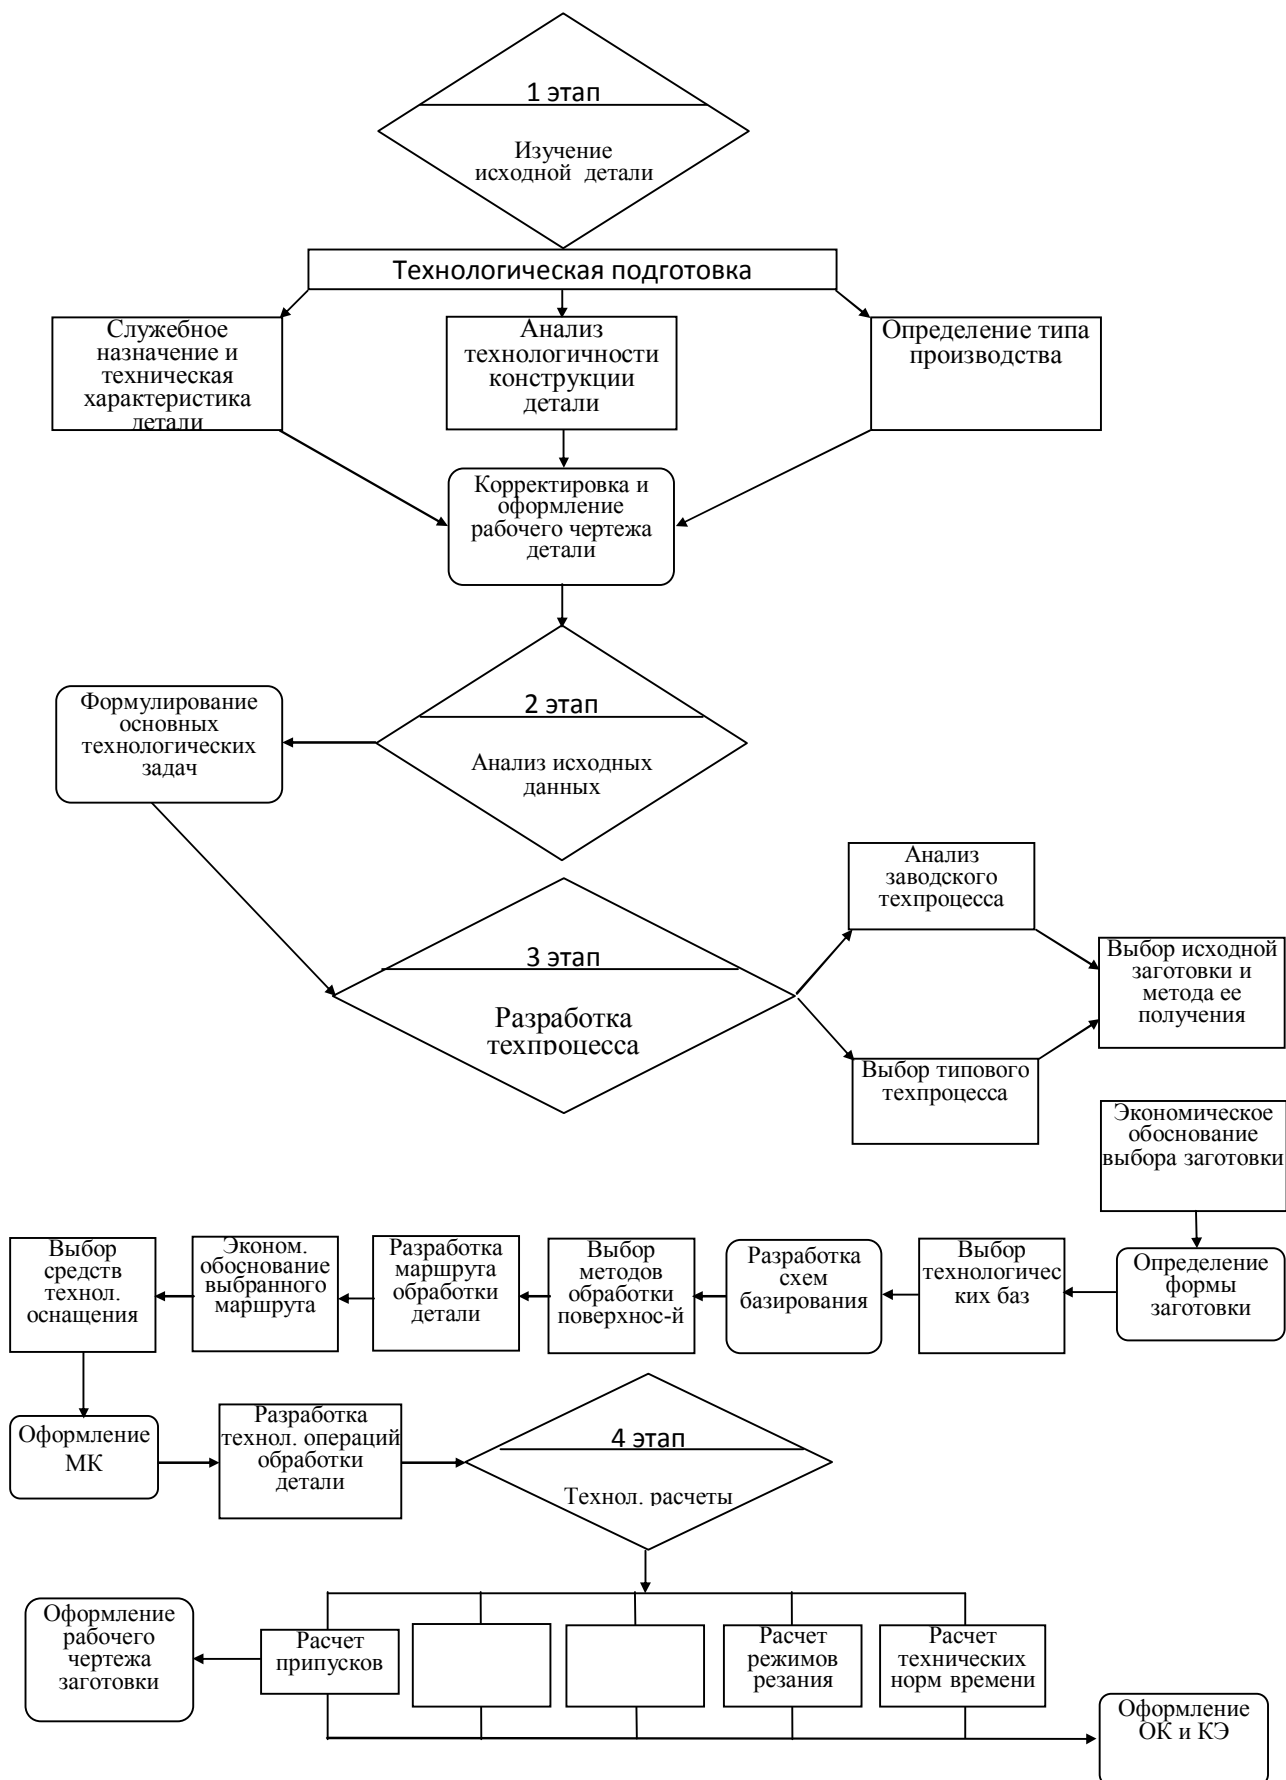 1 этап
Изучение
исходной детали
Технологическая подготовка
Служебное
назначение и
техническая
характеристика
детали
Анализ
технологичности
конструкции
детали
Определение типа
производства
Корректировка и
оформление
рабочего чертежа
детали
2 этап
Анализ исходных
данных
Формулирование
основных
технологических
задач
3 этап
Разработка
техпроцесса
Анализ
заводского
техпроцесса
Выбор типового
техпроцесса
Выбор исходной
заготовки и
метода ее
получения
Экономическое
обоснование
выбора заготовки
Определение
формы
заготовки
Выбор
технологичес
ких баз
Разработка
схем
базирования
Выбор
методов
обработки
поверхнос-й
Разработка
маршрута
обработки
детали
Эконом.
обоснование
выбранного
маршрута
Выбор
средств
технол.
оснащения
Оформление
МК
Разработка
технол. операций
обработки
детали
4 этап
Технол. расчеты
Оформление
рабочего
чертежа
заготовки
Расчет
припусков
Расчет
режимов
резания
Расчет
технических
норм времени
Оформление
ОК и КЭ